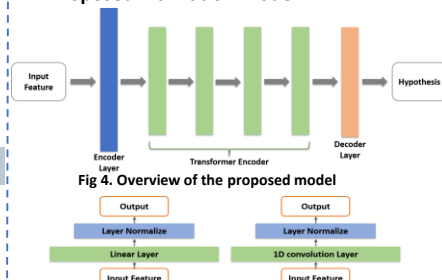 Input
Feature
Hypothesis
Encoder
Layer
Transformer Encoder
Decoder
Layer
Fig 4. Overview of the proposed model
Output
Output
Layer Normalize
Layer Normalize
Linear Layer
1D convolution Layer
Input Feature
Input Feature